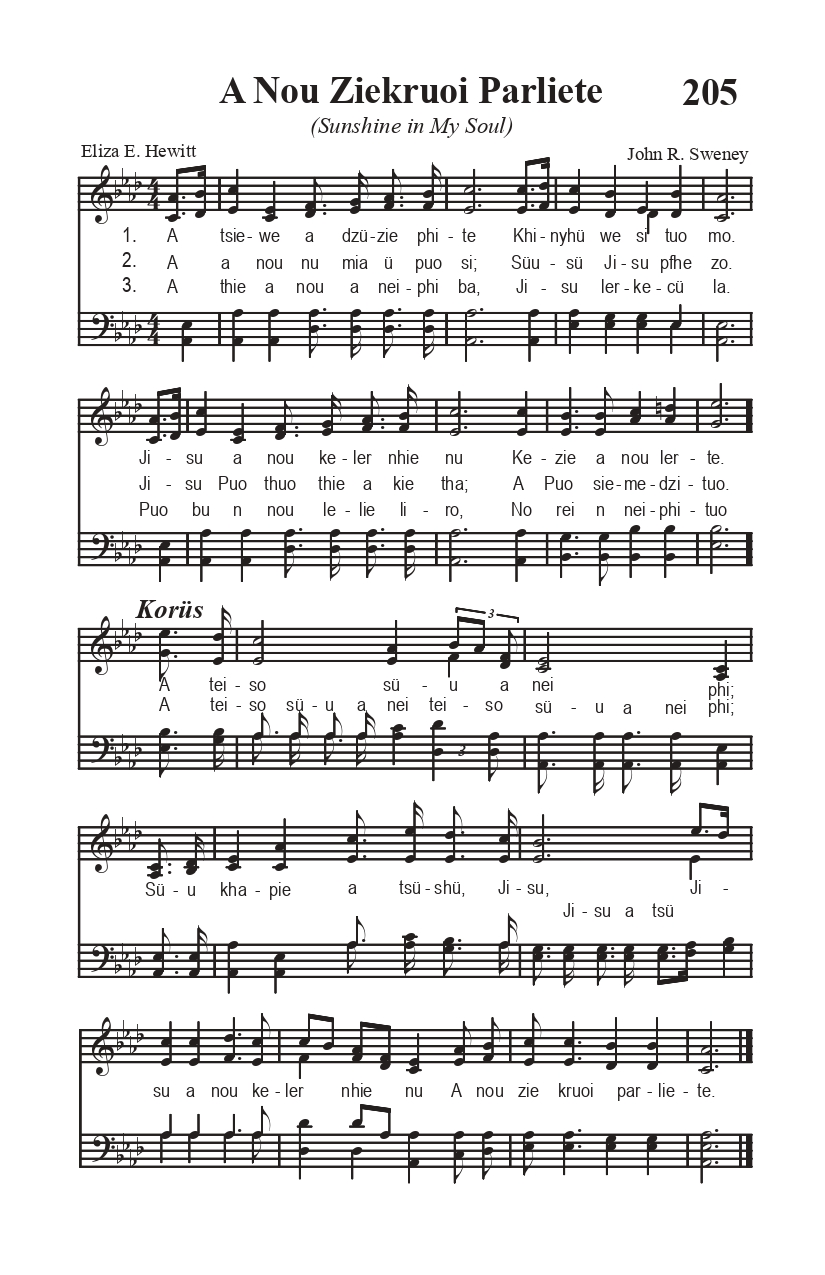 A Nou Ziekruoi Parliete 205
(Sunshine in My Soul)
Eliza E. Hewitt John R. Sweney
1. A tsie-we a dzü-zie phi-te Khi-nyhü we si tuo mo.
2. A a nou nu mia ü puo si; Süu-sü Ji-su pfhe zo.
3. A thie a nou a nei-phi ba, Ji-su ler-ke-cü la.
Ji-su a nou ke-ler nhie nu Ke-zie a nou ler-te.
Ji-su Puo thuo thie a kie tha; A Puo sie-me-dzi-tuo.
Puo bu n nou le-lie li-ro, No rei n nei-phi-tuo
Korüs
3
A tei-so sü-u a nei phi;
A tei-so sü-u a nei tei-so sü-u a nei phi;
3
Sü-u kha-pie a tsü-shü, Ji-su, Ji-
Ji-su a tsü
su a nou ke-ler nhie nu A nou zie kruoi par-lie-te.